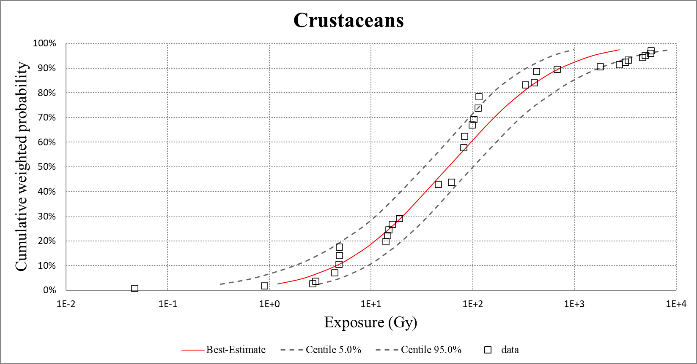 Crustaceans
100%
90%
80%
70%
60%
50%
40%
30%
20%
10%
0%
Cumulative weighted probability
1E-2 1E-1 1E+0 1E+1 1E+2 1E+3 1E+4
Exposure (Gy)
Best-Estimate Centile 5.0% Centile 95.0% data